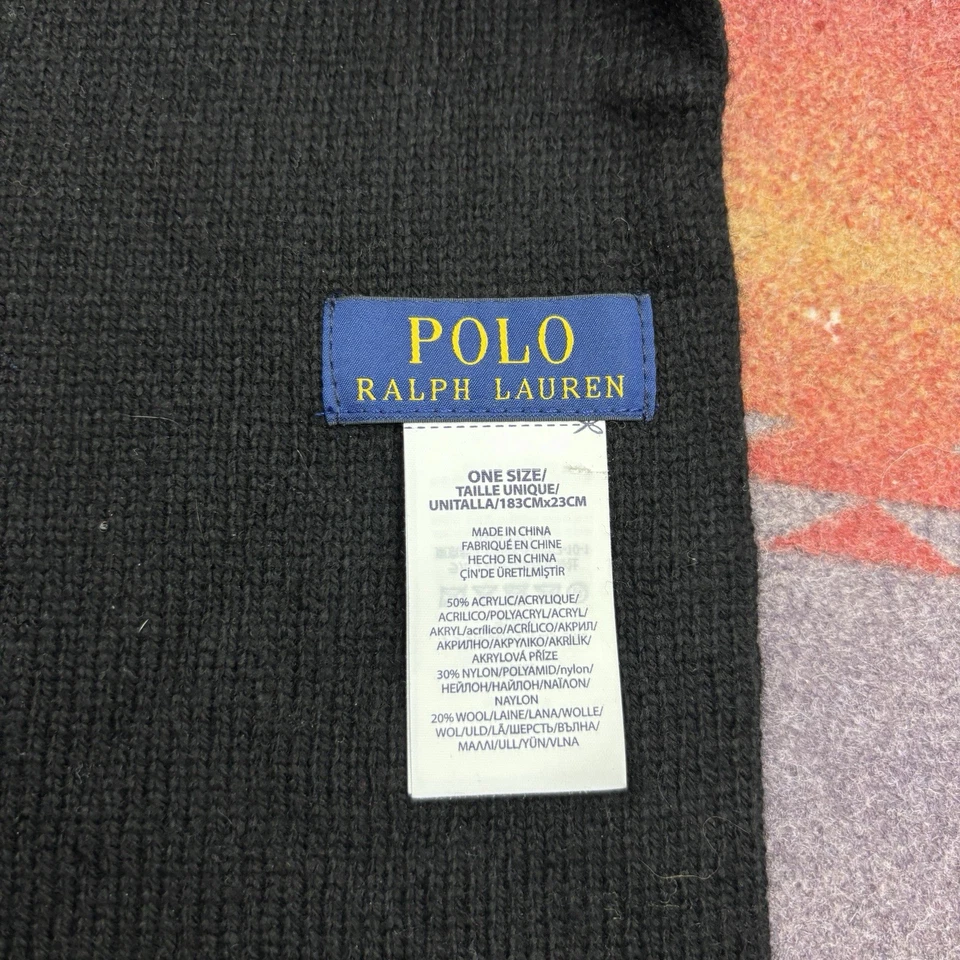 POLO
RALPH LAUREN
ONE SIZE/
TAILLE UNIQUE/
UNITALLA/183CMx23CM
MADE IN CHINA
FABRIQUÉ EN CHINE
HECHO EN CHINA
ÇİN'DE ÜRETİLMİŞTİR
50% ACRYLIC/ACRYLIQUE/
ACRILICO/POLYACRYL/ACRYL/
AKRYL/acrílico/ACRÍLICO/АКРИЛ/
АКРИЛНО/ΑΚΡΥΛΙΚΟ/AKRİLİK/
AKRYLOVÁ PŘÍZE
30% NYLON/POLYAMID/nylon/
НЕЙЛОН/НАЙЛОН/ΝΑΪΛΟΝ/
NAYLON
20% WOOL/LAINE/LANA/WOLLE/
WOL/ULD/LÃ/ШЕРСТЬ/ВЪЛНА/
ΜΑΛΛΙ/ULL/YÜN/VLNA